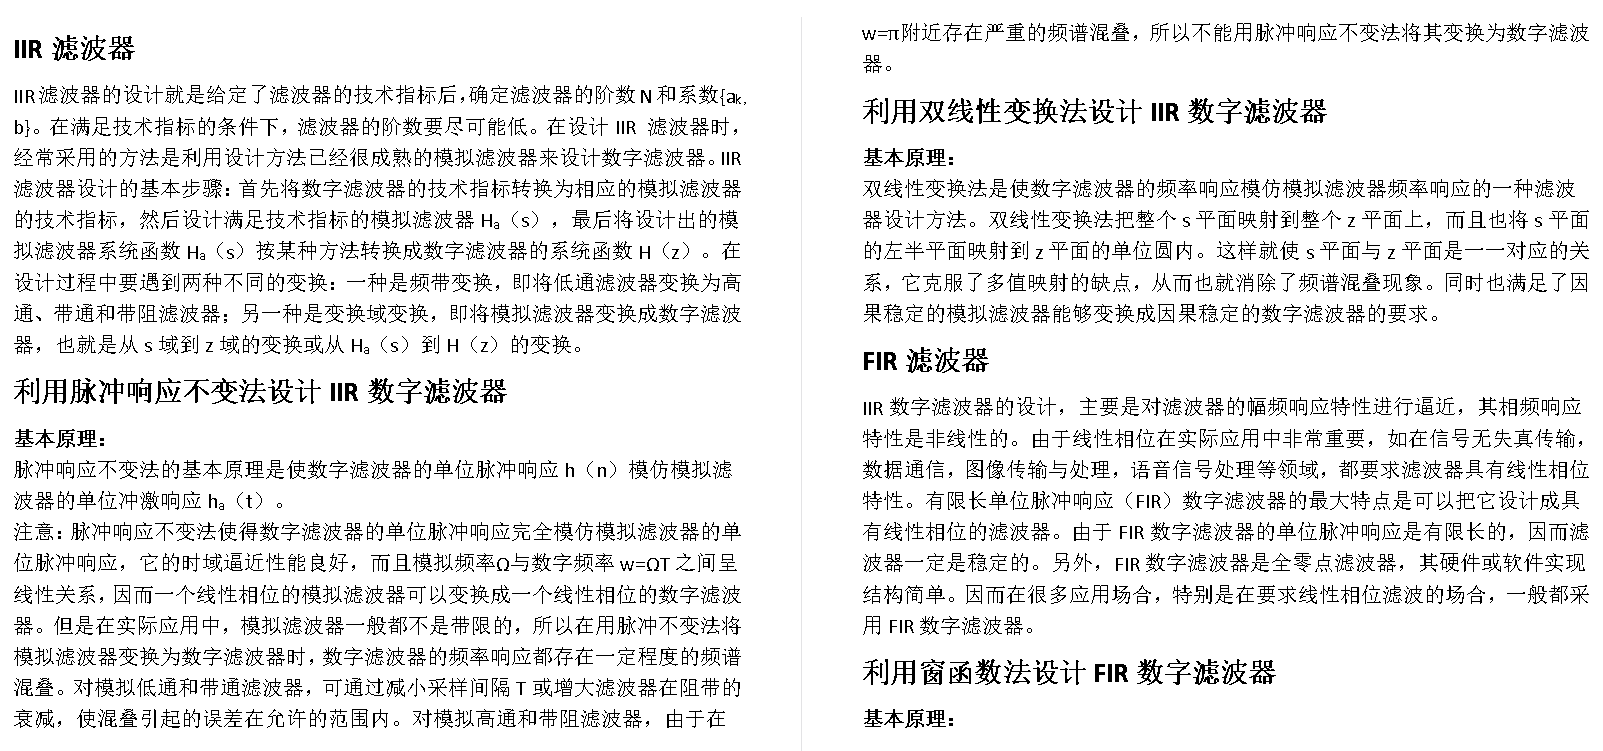 IIR 滤波器
IIR 滤波器的设计就是给定了滤波器的技术指标后，确定滤波器的阶数 N 和系数{aₖ,
b}。在满足技术指标的条件下，滤波器的阶数要尽可能低。在设计 IIR 滤波器时，
经常采用的方法是利用设计方法已经很成熟的模拟滤波器来设计数字滤波器。IIR
滤波器设计的基本步骤：首先将数字滤波器的技术指标转换为相应的模拟滤波器
的技术指标，然后设计满足技术指标的模拟滤波器 Hₐ（s），最后将设计出的模
拟滤波器系统函数 Hₐ（s）按某种方法转换成数字滤波器的系统函数 H（z）。在
设计过程中要遇到两种不同的变换：一种是频带变换，即将低通滤波器变换为高
通、带通和带阻滤波器；另一种是变换域变换，即将模拟滤波器变换成数字滤波
器，也就是从 s 域到 z 域的变换或从 Hₐ（s）到 H（z）的变换。
利用脉冲响应不变法设计 IIR 数字滤波器
基本原理：
脉冲响应不变法的基本原理是使数字滤波器的单位脉冲响应 h（n）模仿模拟滤
波器的单位冲激响应 hₐ（t）。
注意：脉冲响应不变法使得数字滤波器的单位脉冲响应完全模仿模拟滤波器的单
位脉冲响应，它的时域逼近性能良好，而且模拟频率Ω与数字频率 w=ΩT 之间呈
线性关系，因而一个线性相位的模拟滤波器可以变换成一个线性相位的数字滤波
器。但是在实际应用中，模拟滤波器一般都不是带限的，所以在用脉冲不变法将
模拟滤波器变换为数字滤波器时，数字滤波器的频率响应都存在一定程度的频谱
混叠。对模拟低通和带通滤波器，可通过减小采样间隔 T 或增大滤波器在阻带的
衰减，使混叠引起的误差在允许的范围内。对模拟高通和带阻滤波器，由于在
w=π附近存在严重的频谱混叠，所以不能用脉冲响应不变法将其变换为数字滤波
器。
利用双线性变换法设计 IIR 数字滤波器
基本原理：
双线性变换法是使数字滤波器的频率响应模仿模拟滤波器频率响应的一种滤波
器设计方法。双线性变换法把整个 s 平面映射到整个 z 平面上，而且也将 s 平面
的左半平面映射到 z 平面的单位圆内。这样就使 s 平面与 z 平面是一一对应的关
系，它克服了多值映射的缺点，从而也就消除了频谱混叠现象。同时也满足了因
果稳定的模拟滤波器能够变换成因果稳定的数字滤波器的要求。
FIR 滤波器
IIR 数字滤波器的设计，主要是对滤波器的幅频响应特性进行逼近，其相频响应
特性是非线性的。由于线性相位在实际应用中非常重要，如在信号无失真传输，
数据通信，图像传输与处理，语音信号处理等领域，都要求滤波器具有线性相位
特性。有限长单位脉冲响应（FIR）数字滤波器的最大特点是可以把它设计成具
有线性相位的滤波器。由于 FIR 数字滤波器的单位脉冲响应是有限长的，因而滤
波器一定是稳定的。另外，FIR 数字滤波器是全零点滤波器，其硬件或软件实现
结构简单。因而在很多应用场合，特别是在要求线性相位滤波的场合，一般都采
用 FIR 数字滤波器。
利用窗函数法设计 FIR 数字滤波器
基本原理：